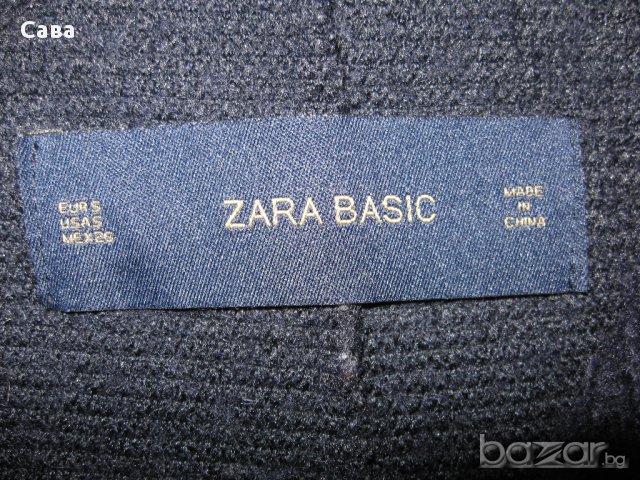 Сава
EUR S
USA S
MEX 26
ZARA BASIC
MADE
IN
CHINA
bazar.bg